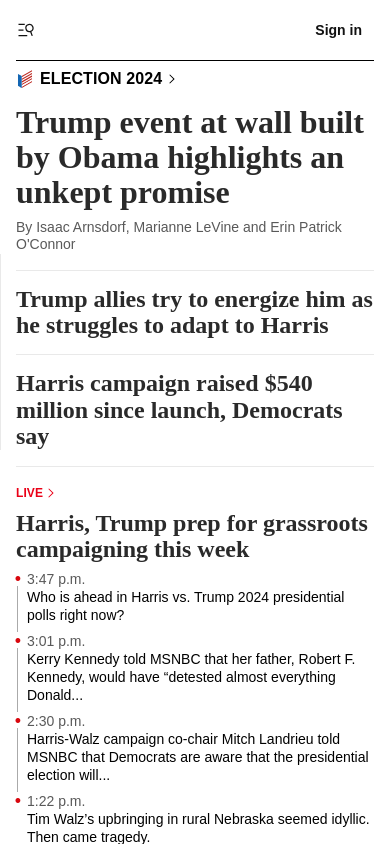 Sign in
ELECTION 2024
Trump event at wall built
by Obama highlights an
unkept promise
By Isaac Arnsdorf, Marianne LeVine and Erin Patrick
O'Connor
Trump allies try to energize him as
he struggles to adapt to Harris
Harris campaign raised $540
million since launch, Democrats
say
LIVE
Harris, Trump prep for grassroots
campaigning this week
3:47 p.m.
Who is ahead in Harris vs. Trump 2024 presidential
polls right now?
3:01 p.m.
Kerry Kennedy told MSNBC that her father, Robert F.
Kennedy, would have “detested almost everything
Donald...
2:30 p.m.
Harris-Walz campaign co-chair Mitch Landrieu told
MSNBC that Democrats are aware that the presidential
election will...
1:22 p.m.
Tim Walz’s upbringing in rural Nebraska seemed idyllic.
Then came tragedy.